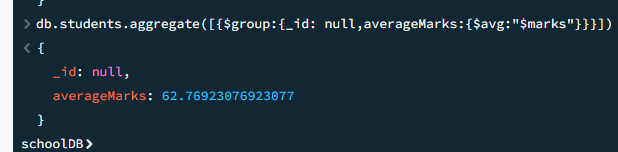 }
> db.students.aggregate([{$group:{_id: null,averageMarks:{$avg:"$marks"}}}])
< {
_id: null,
averageMarks: 62.76923076923077
}
schoolDB>